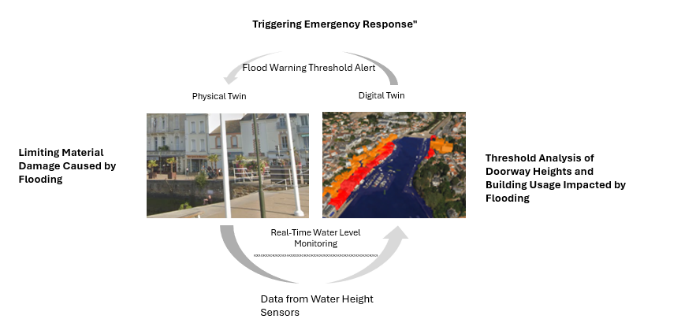 Triggering Emergency Response"
Flood Warning Threshold Alert
Physical Twin
Digital Twin
Limiting Material
Damage Caused by
Flooding
Threshold Analysis of
Doorway Heights and
Building Usage Impacted by
Flooding
Real-Time Water Level
Monitoring
Data from Water Height
Sensors